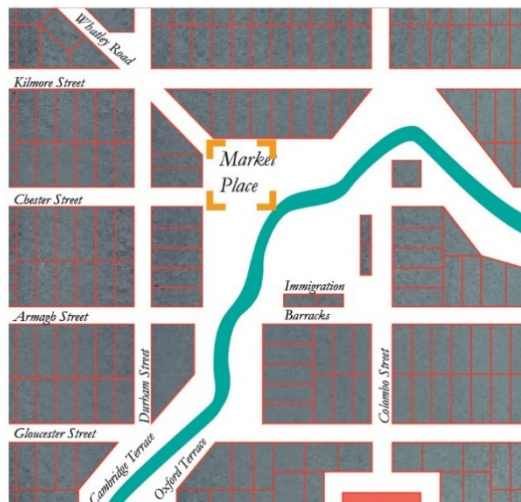 Whatley Road
Kilmore Street
Market
Place
Chester Street
Immigration
Barracks
Armagh Street
Durham Street
Colombo Street
Gloucester Street
Cambridge Terrace
Oxford Terrace